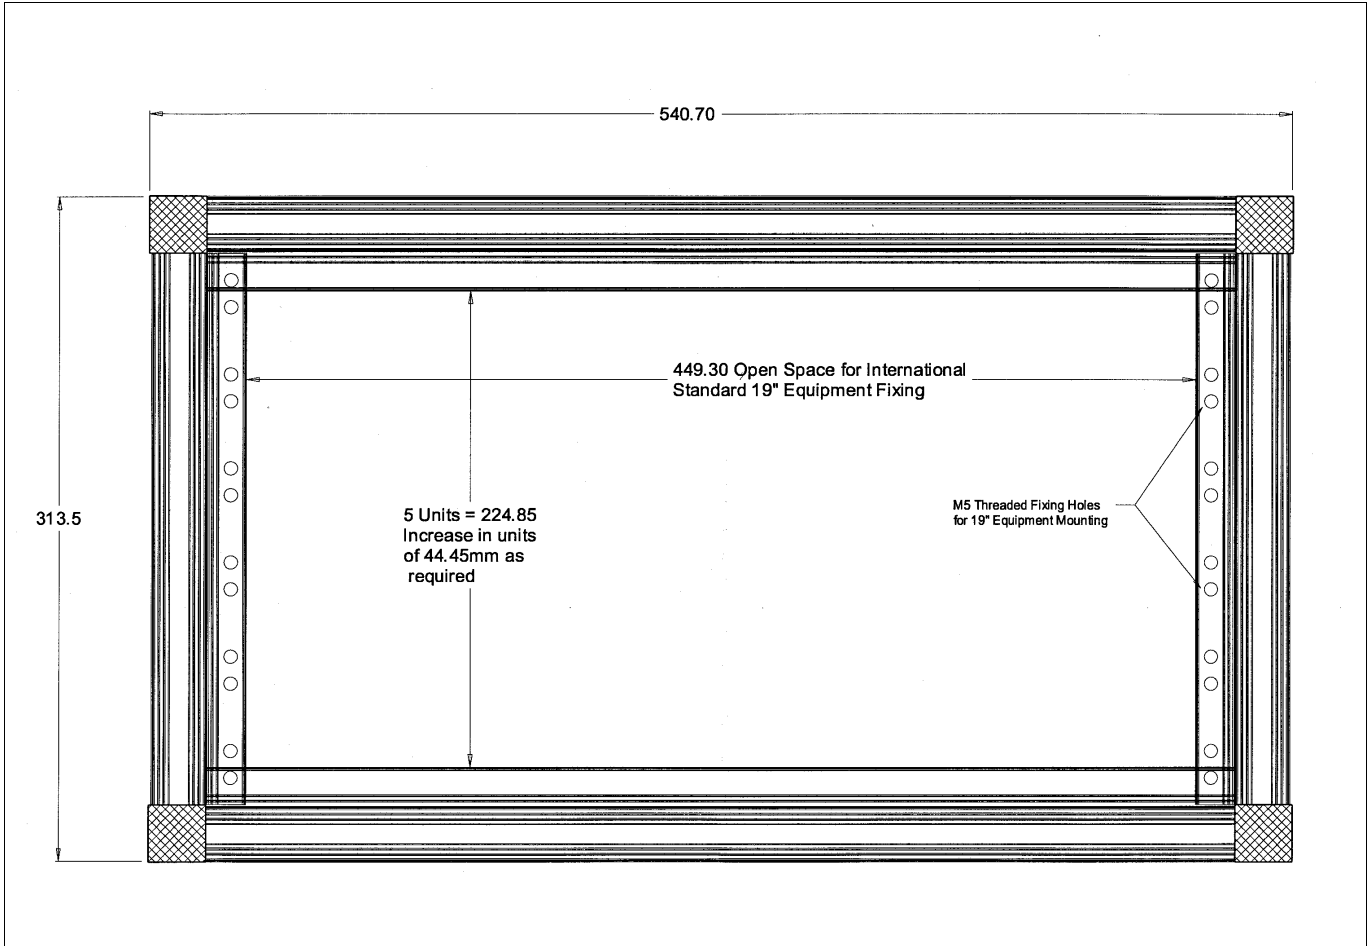 540.70
449.30 Open Space for International
Standard 19" Equipment Fixing
M5 Threaded Fixing Holes
for 19" Equipment Mounting
313.5
5 Units = 224.85
Increase in units
of 44.45mm as
required